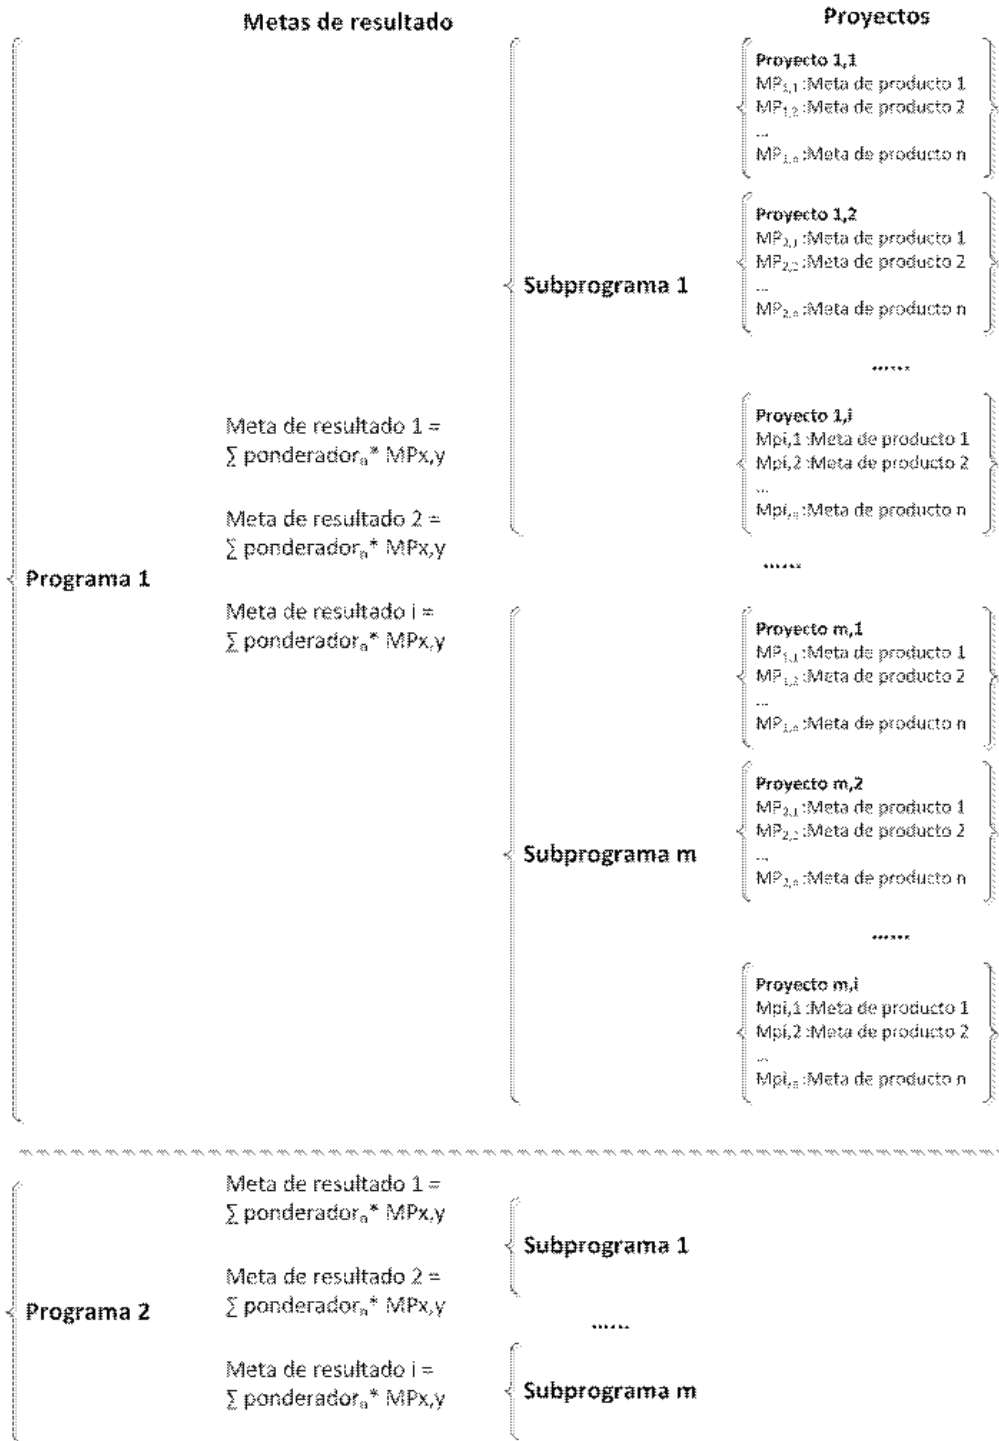 Metas de resultado
Proyectos
Programa 1
Meta de resultado 1 =
∑ ponderadorₙ* MPx,y
Meta de resultado 2 =
∑ ponderadorₙ* MPx,y
Meta de resultado i =
∑ ponderadorₙ* MPx,y
Subprograma 1
Proyecto 1,1
MP₁,₁:Meta de producto 1
MP₁,₂:Meta de producto 2
...
MP₁,ₙ:Meta de producto n
Proyecto 1,2
MP₂,₁:Meta de producto 1
MP₂,₂:Meta de producto 2
...
MP₂,ₙ:Meta de producto n
......
Proyecto 1,i
Mpi,1:Meta de producto 1
Mpi,2:Meta de producto 2
...
Mpi,ₙ:Meta de producto n
......
Subprograma m
Proyecto m,1
MP₁,₁:Meta de producto 1
MP₁,₂:Meta de producto 2
...
MP₁,ₙ:Meta de producto n
Proyecto m,2
MP₂,₁:Meta de producto 1
MP₂,₂:Meta de producto 2
...
MP₂,ₙ:Meta de producto n
......
Proyecto m,i
Mpi,1:Meta de producto 1
Mpi,2:Meta de producto 2
...
Mpi,ₙ:Meta de producto n
Programa 2
Meta de resultado 1 =
∑ ponderadorₙ* MPx,y
Meta de resultado 2 =
∑ ponderadorₙ* MPx,y
Meta de resultado i =
∑ ponderadorₙ* MPx,y
Subprograma 1
......
Subprograma m